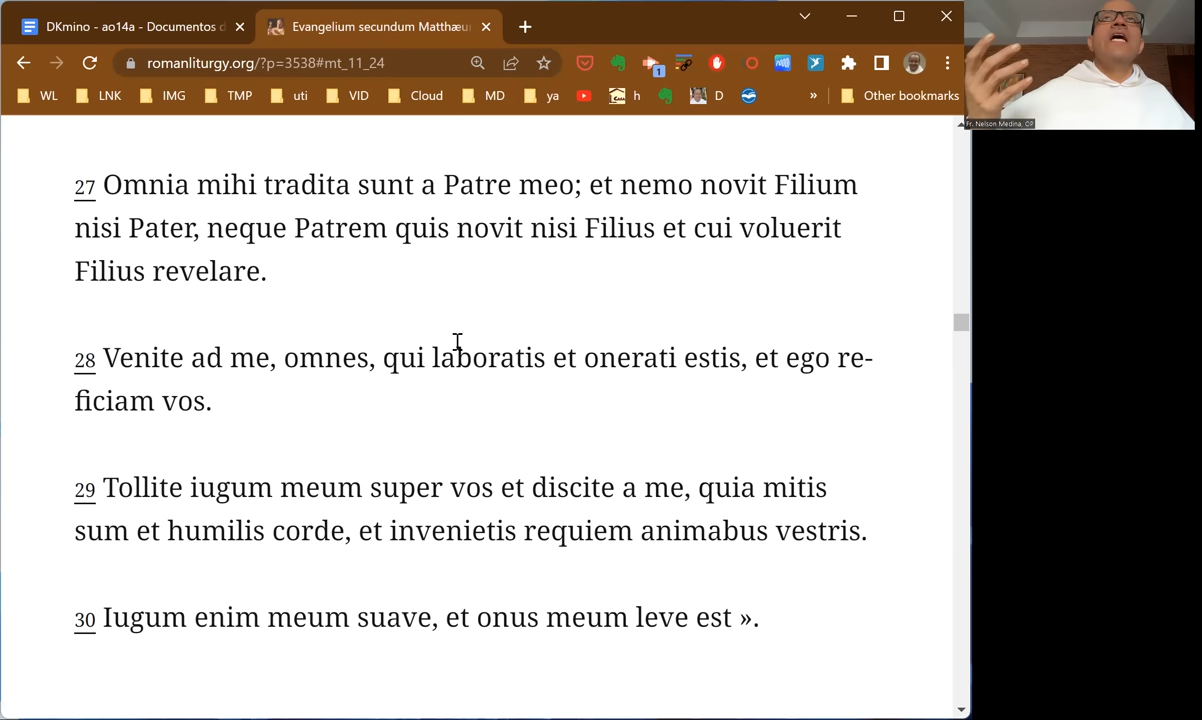 DKmino - ao14a - Documentos d
Evangelium secundum Matthæu
romanliturgy.org/?p=3538#mt_11_24
1
WL LNK IMG TMP uti VID Cloud MD ya h D » Other bookmarks
Fr. Nelson Medina, OP
27 Omnia mihi tradita sunt a Patre meo; et nemo novit Filium
nisi Pater, neque Patrem quis novit nisi Filius et cui voluerit
Filius revelare.
28 Venite ad me, omnes, qui laboratis et onerati estis, et ego re-
ficiam vos.
29 Tollite iugum meum super vos et discite a me, quia mitis
sum et humilis corde, et invenietis requiem animabus vestris.
30 Iugum enim meum suave, et onus meum leve est ».